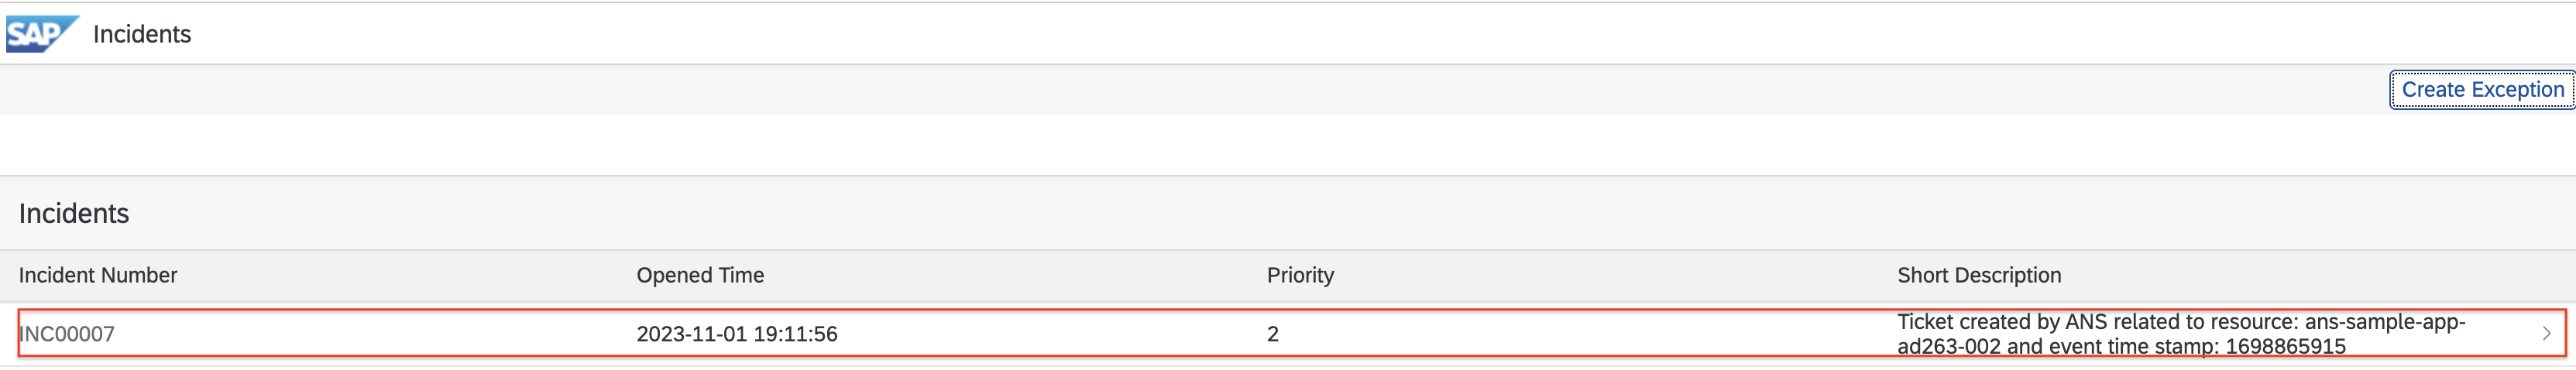 SAP Incidents
Create Exception
Incidents
Incident Number Opened Time Priority Short Description
INC00007 2023-11-01 19:11:56 2 Ticket created by ANS related to resource: ans-sample-app-
ad263-002 and event time stamp: 1698865915